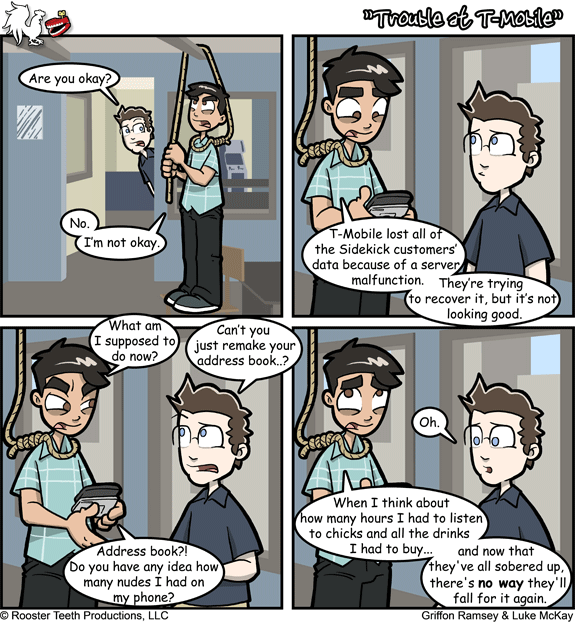 "Trouble at T-Mobile"
Are you okay?
No.
I'm not okay.
T-Mobile lost all of
the Sidekick customers'
data because of a server
malfunction.
They're trying
to recover it, but it's not
looking good.
What am
I supposed to
do now?
Can't you
just remake your
address book..?
Address book?!
Do you have any idea how
many nudes I had on
my phone?
Oh.
When I think about
how many hours I had to listen
to chicks and all the drinks
I had to buy...
and now that
they've all sobered up,
there's no way they'll
fall for it again.
© Rooster Teeth Productions, LLC
Griffon Ramsey & Luke McKay